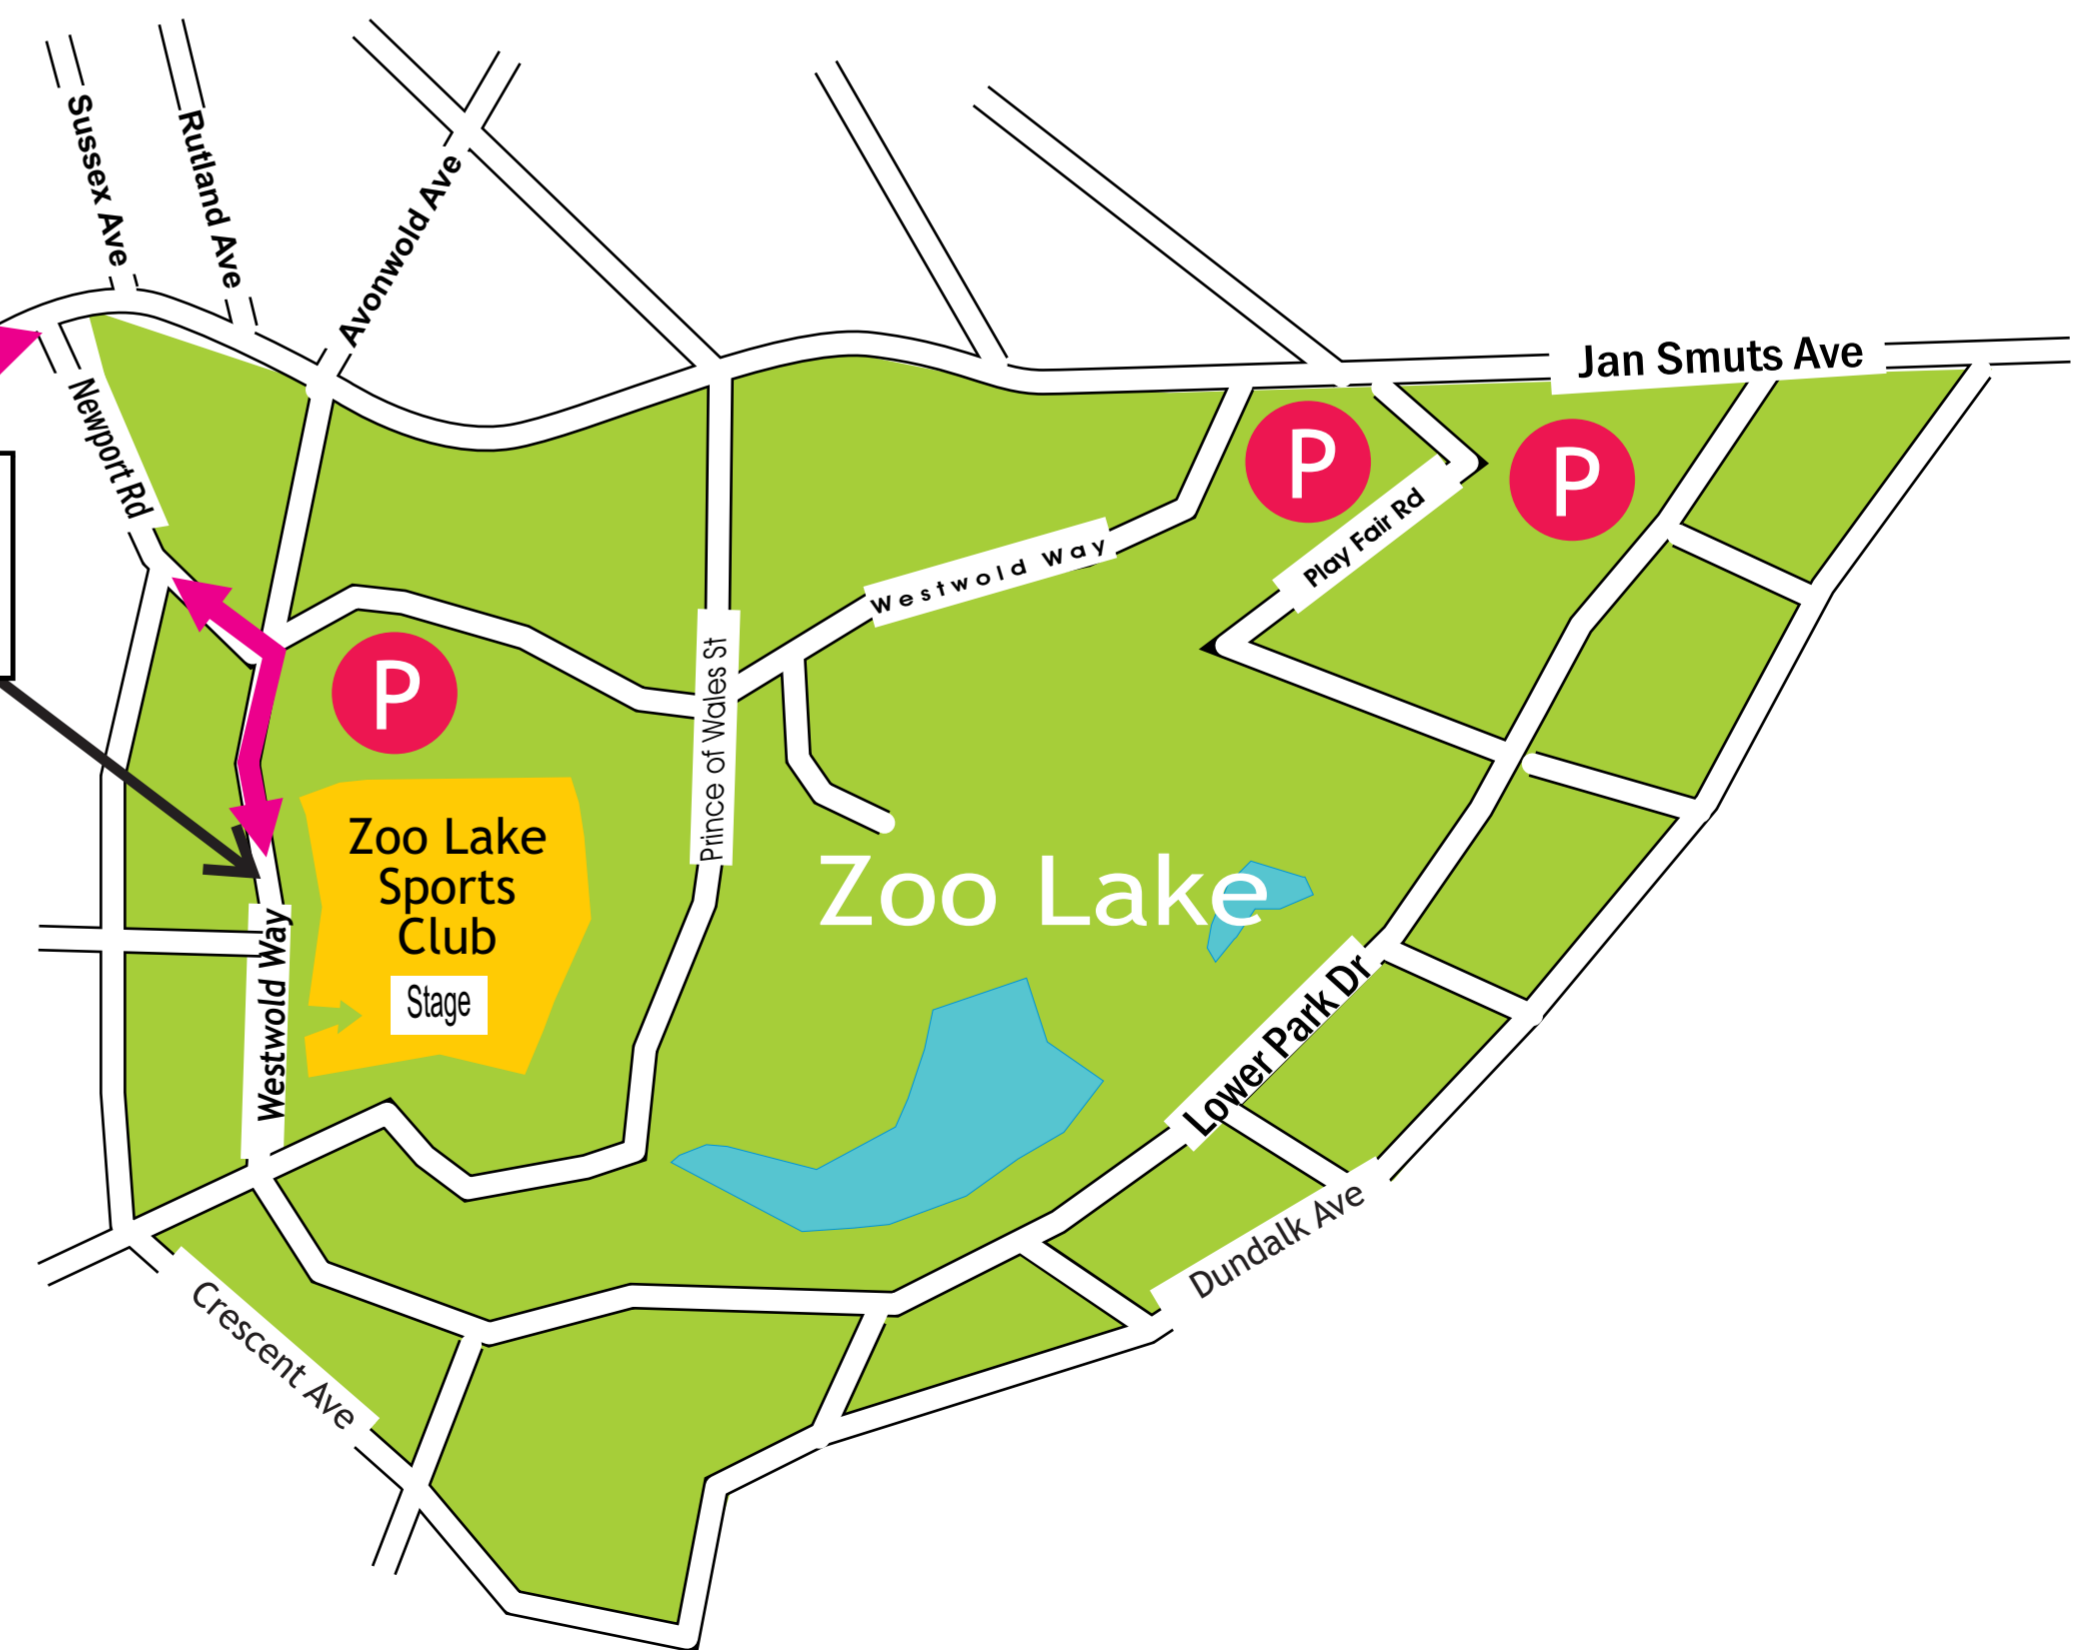 Sussex Ave
Rutland Ave
Avonwold Ave
Jan Smuts Ave
Newport Rd
P
P
Play Fair Rd
Westwold Way
P
Prince of Wales St
Zoo Lake
Sports
Club
Stage
Zoo Lake
Westwold Way
Lower Park Dr
Dundalk Ave
Crescent Ave